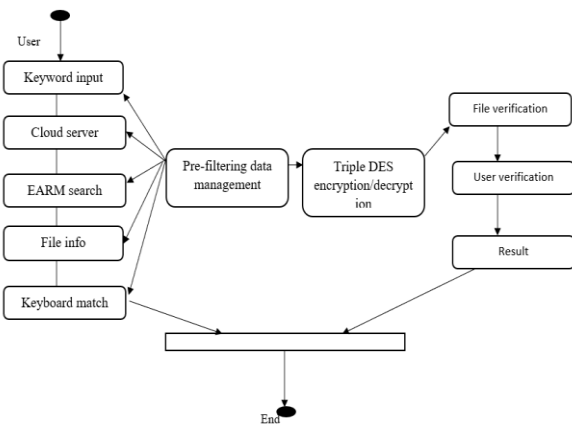 User
Keyword input
Cloud server
EARM search
File info
Keyboard match
Pre-filtering data
management
Triple DES
encryption/decrypt
ion
File verification
User verification
Result
End